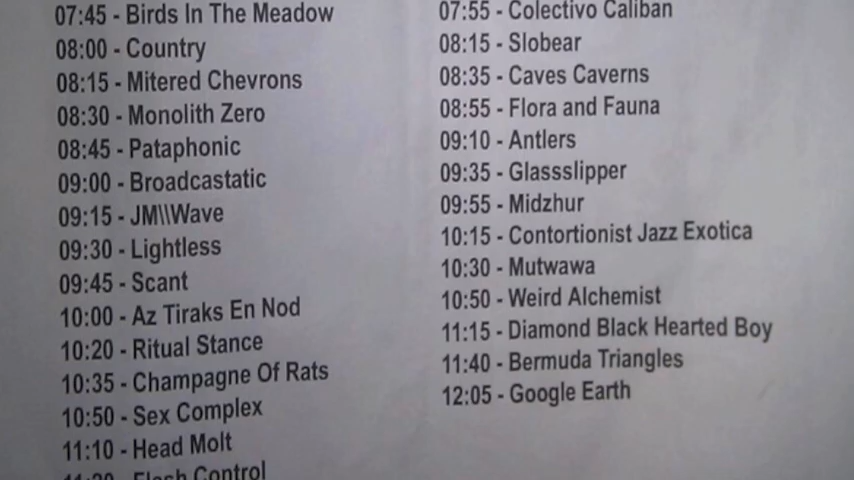 07:45 - Birds In The Meadow
08:00 - Country
08:15 - Mitered Chevrons
08:30 - Monolith Zero
08:45 - Pataphonic
09:00 - Broadcastatic
09:15 - JM\\Wave
09:30 - Lightless
09:45 - Scant
10:00 - Az Tiraks En Nod
10:20 - Ritual Stance
10:35 - Champagne Of Rats
10:50 - Sex Complex
11:10 - Head Molt
Control
07:55 - Colectivo Caliban
08:15 - Slobear
08:35 - Caves Caverns
08:55 - Flora and Fauna
09:10 - Antlers
09:35 - Glassslipper
09:55 - Midzhur
10:15 - Contortionist Jazz Exotica
10:30 - Mutwawa
10:50 - Weird Alchemist
11:15 - Diamond Black Hearted Boy
11:40 - Bermuda Triangles
12:05 - Google Earth